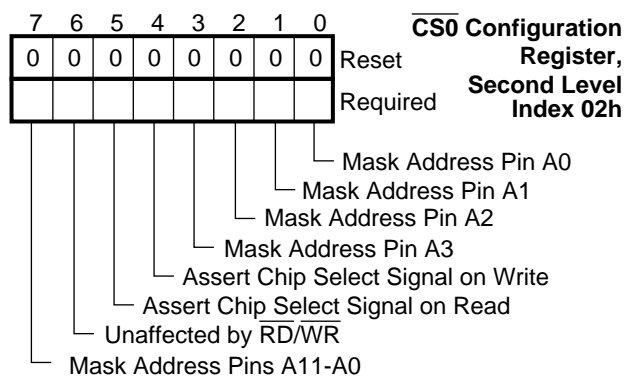 7 6 5 4 3 2 1 0
CS0 Configuration
Register,
Second Level
Index 02h
0 0 0 0 0 0 0 0 Reset
Required
Mask Address Pin A0
Mask Address Pin A1
Mask Address Pin A2
Mask Address Pin A3
Assert Chip Select Signal on Write
Assert Chip Select Signal on Read
Unaffected by RD/WR
Mask Address Pins A11-A0